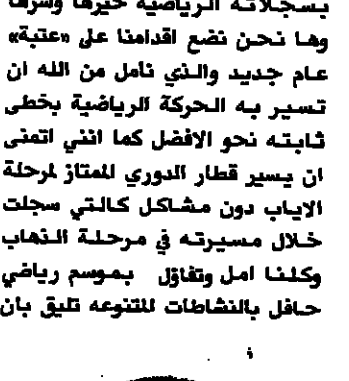 بسجلاته الرياضية خيرها وشرها
وها نحن نضع اقدامنا على «عتبة»
عام جديد والذي نامل من الله ان
تسير به الحركة الرياضية بخطى
ثابته نحو الافضل كما انني اتمنى
ان يسير قطار الدوري الممتاز لمرحلة
الاياب دون مشاكل كالتي سجلت
خلال مسيرته في مرحلة الذهاب
وكلنا امل وتفاؤل بموسم رياضي
حافل بالنشاطات المتنوعه تليق بان